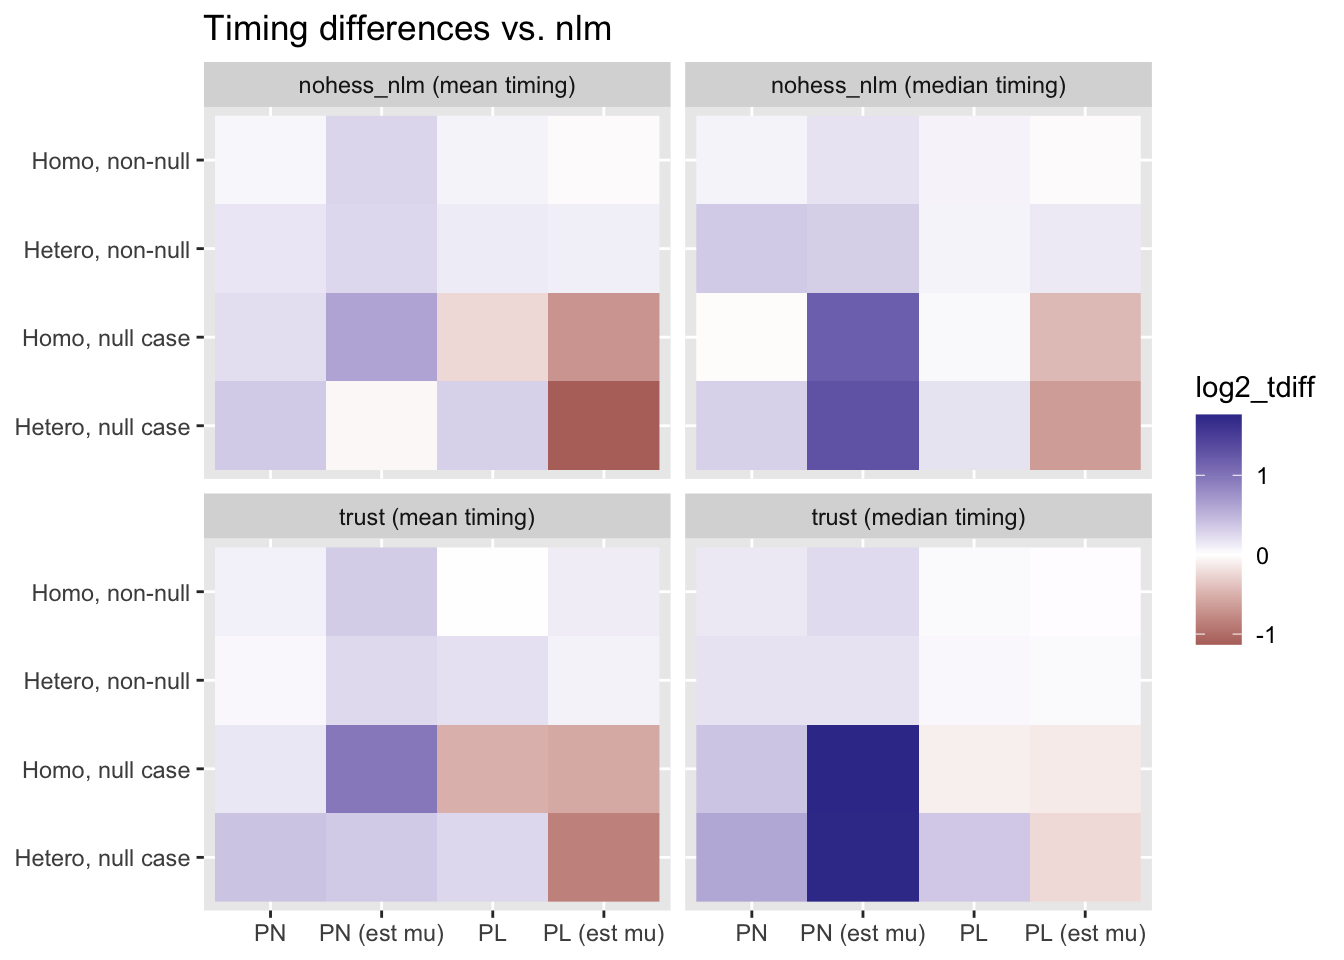 Timing differences vs. nlm
nohess_nlm (mean timing)
nohess_nlm (median timing)
Homo, non-null
Hetero, non-null
Homo, null case
Hetero, null case
trust (mean timing)
trust (median timing)
Homo, non-null
Hetero, non-null
Homo, null case
Hetero, null case
PN
PN (est mu)
PL
PL (est mu)
PN
PN (est mu)
PL
PL (est mu)
log2_tdiff
1
0
-1